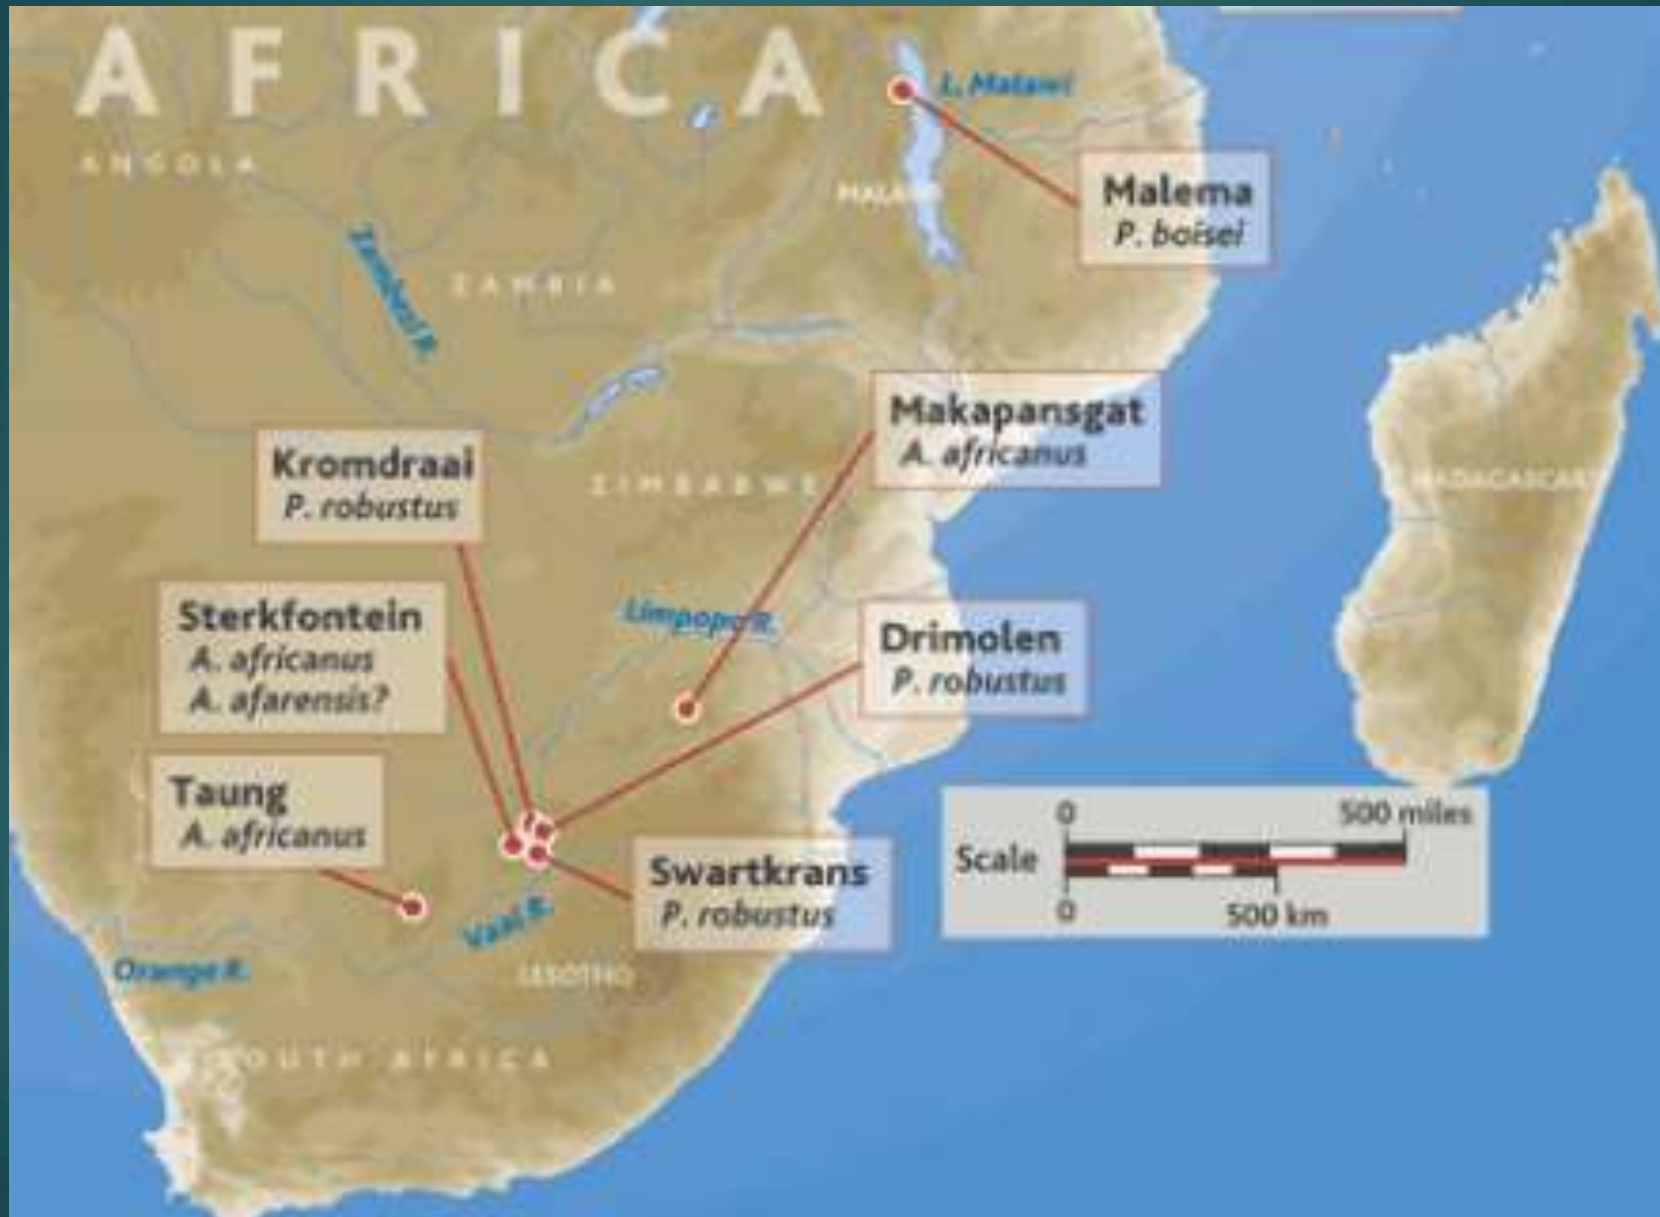 AFRICA
L. Malawi
ANGOLA
Malema
P. boisei
MALAWI
Zambezi R.
ZAMBIA
Makapansgat
A. africanus
Kromdraai
P. robustus
ZIMBABWE
MADAGASCAR
Sterkfontein
A. africanus
A. afarensis?
Limpopo R.
Drimolen
P. robustus
Taung
A. africanus
0 500 miles
Scale
0 500 km
Swartkrans
P. robustus
Vaal R.
Orange R.
LESOTHO
SOUTH AFRICA